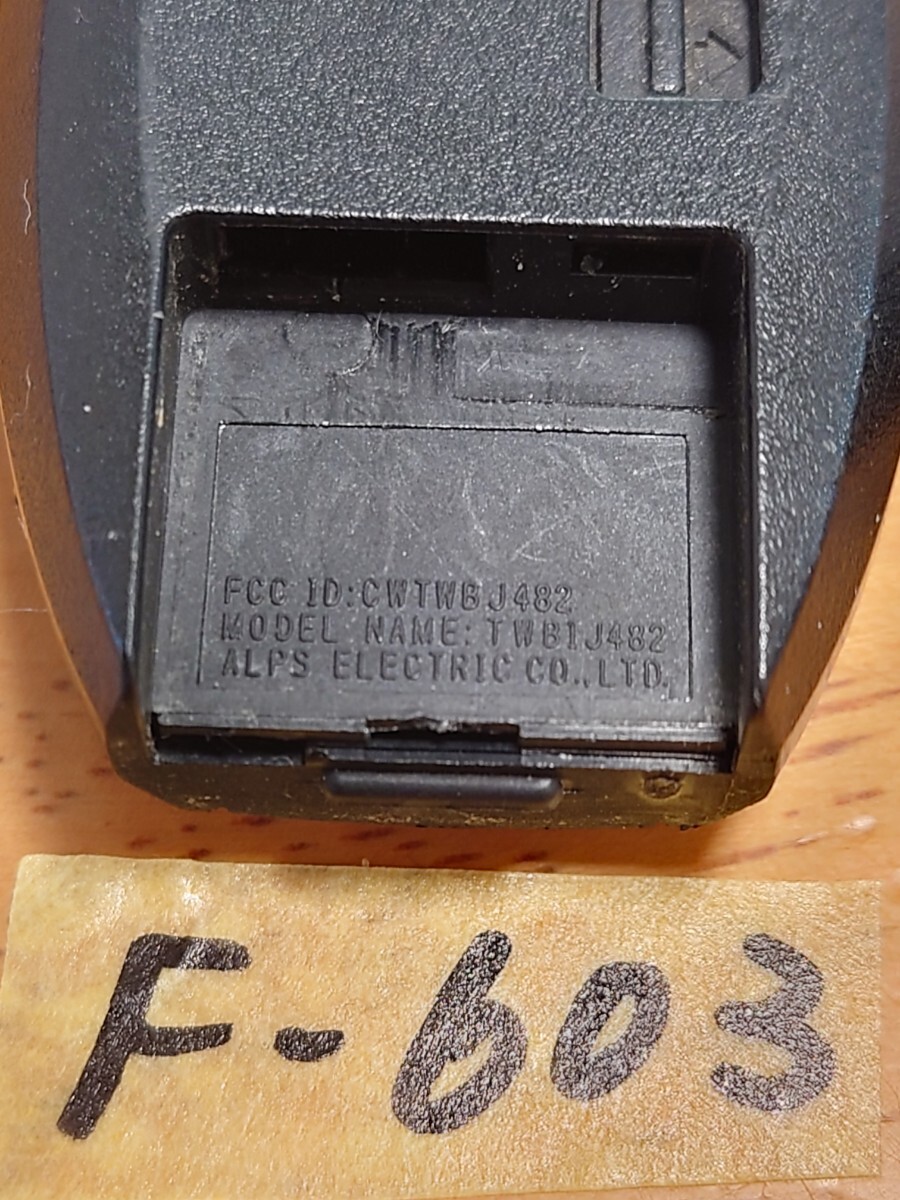 FCC ID:CWTWBJ482
MODEL NAME:TWB1J482
ALPS ELECTRIC CO.,LTD.
F-603